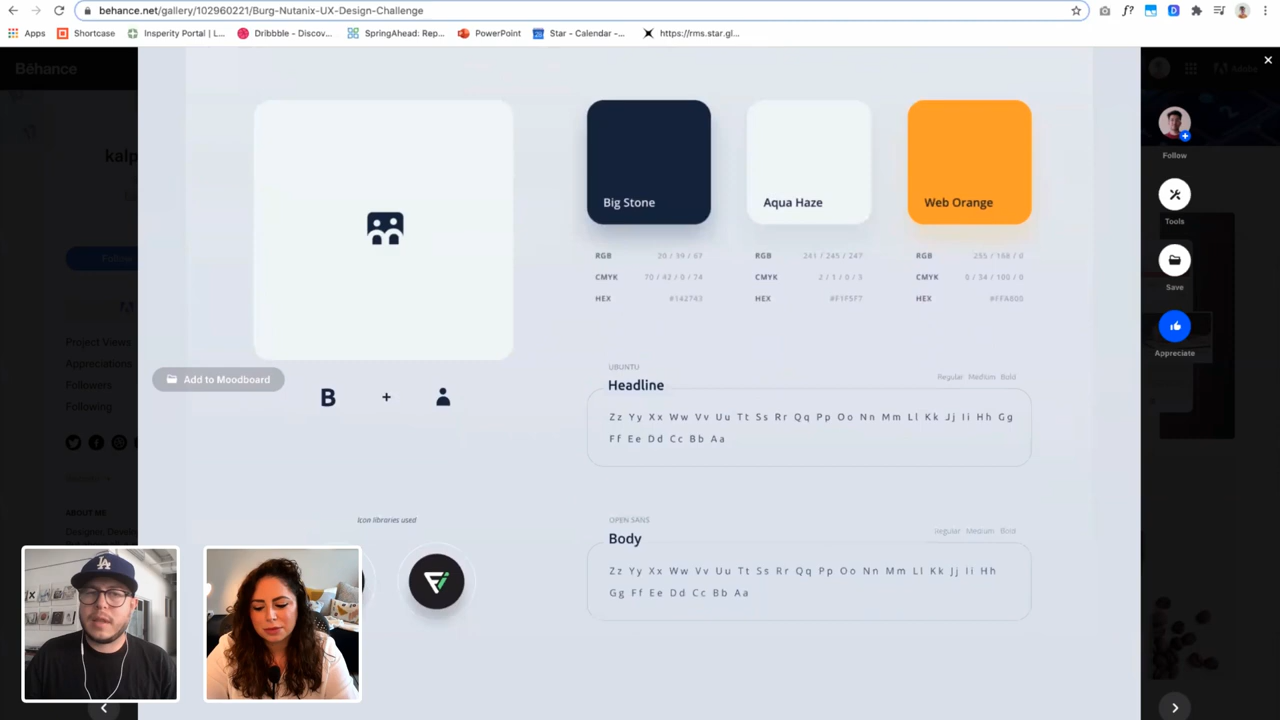 behance.net/gallery/102960221/Burg-Nutanix-UX-Design-Challenge
Apps Shortcase Insperity Portal | L... Dribbble - Discov... SpringAhead: Rep... PowerPoint Star - Calendar -... https://rms.star.gl...
Bēhance
Adobe
kalp
Follow
Project Views
Appreciations
Followers
Following
ABOUT ME
Add to Moodboard
B +
Icon libraries used
Big Stone
Aqua Haze
Web Orange
RGB 20 / 39 / 67
CMYK 70 / 42 / 0 / 74
HEX #142743
RGB 241 / 245 / 247
CMYK 2 / 1 / 0 / 3
HEX #F1F5F7
RGB 255 / 168 / 0
CMYK 0 / 34 / 100 / 0
HEX #FFA800
UBUNTU
Headline
Regular Medium Bold
Zz Yy Xx Ww Vv Uu Tt Ss Rr Qq Pp Oo Nn Mm Ll Kk Jj Ii Hh Gg
Ff Ee Dd Cc Bb Aa
OPEN SANS
Body
Regular Medium Bold
Zz Yy Xx Ww Vv Uu Tt Ss Rr Qq Pp Oo Nn Mm Ll Kk Jj Ii Hh
Gg Ff Ee Dd Cc Bb Aa
Follow
Tools
Save
Appreciate
LA